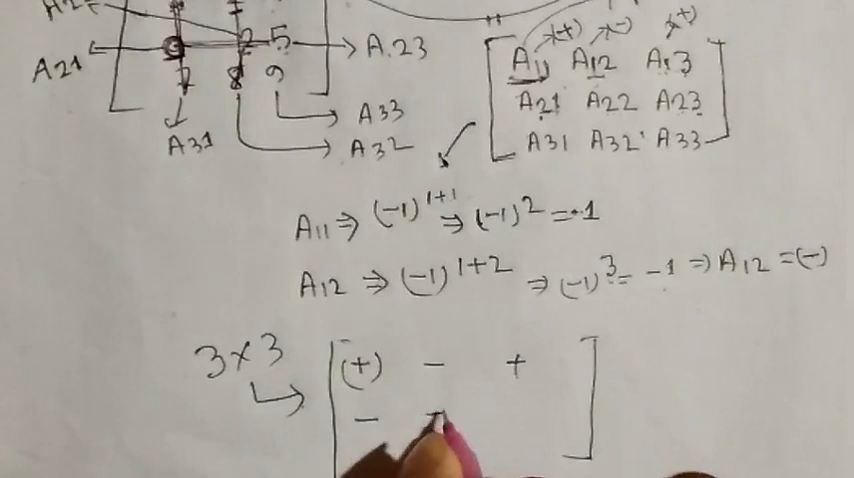 A21
2 5
A.23
7 8 9
A31
A33
A32
(+) (-) (+)
A11 A12 A13
A21 A22 A23
A31 A32 A33
A11 ⇒ (-1)^1+1 ⇒ (-1)^2 = +1
A12 ⇒ (-1)^1+2 ⇒ (-1)^3 = -1 ⇒ A12 = (-)
3×3
(+) - +
-